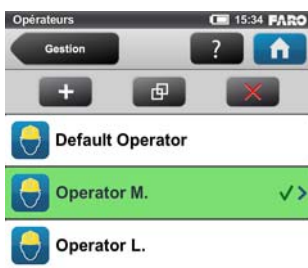 Opérateurs 15:34 FARO
Gestion ?
Default Operator
Operator M.
Operator L.